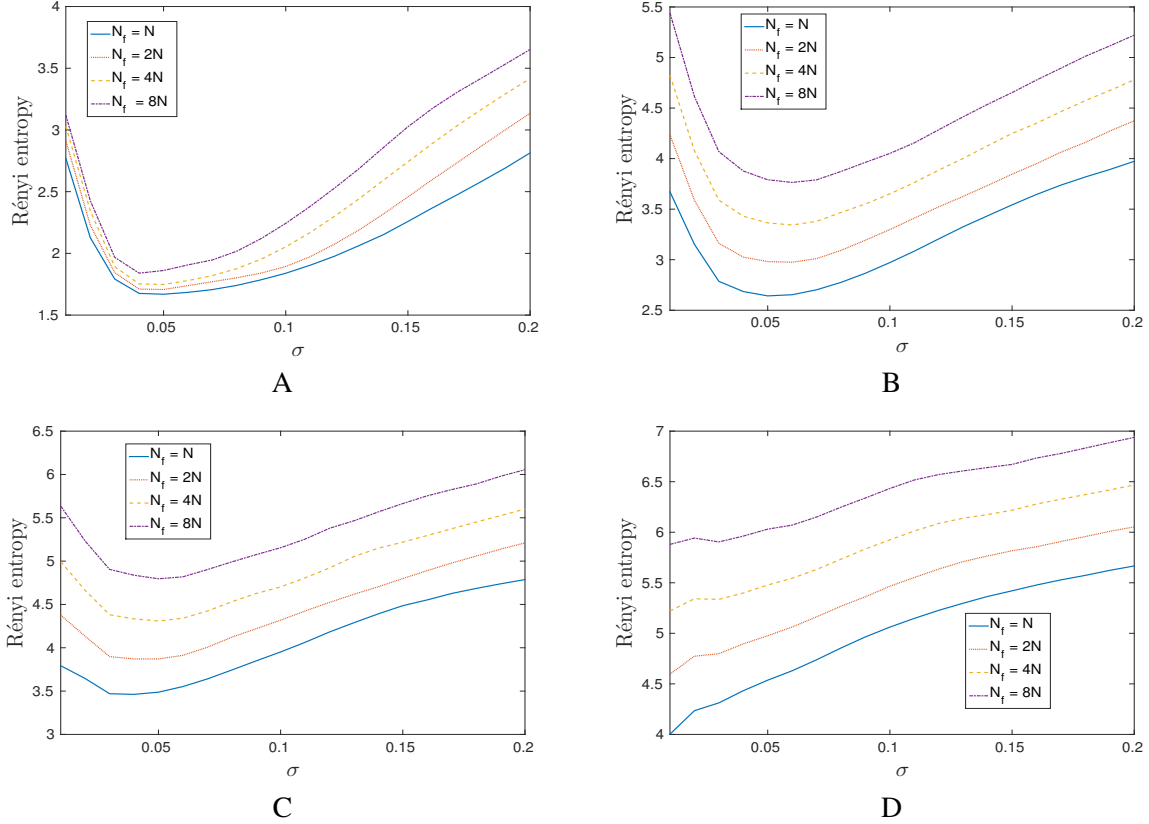 4
3.5
3
2.5
2
1.5
Rényi entropy
N_f = N
N_f = 2N
N_f = 4N
N_f = 8N
0.05 0.1 0.15 0.2
σ
A
5.5
5
4.5
4
3.5
3
2.5
Rényi entropy
N_f = N
N_f = 2N
N_f = 4N
N_f = 8N
0.05 0.1 0.15 0.2
σ
B
6.5
6
5.5
5
4.5
4
3.5
3
Rényi entropy
N_f = N
N_f = 2N
N_f = 4N
N_f = 8N
0.05 0.1 0.15 0.2
σ
C
7
6.5
6
5.5
5
4.5
4
Rényi entropy
N_f = N
N_f = 2N
N_f = 4N
N_f = 8N
0.05 0.1 0.15 0.2
σ
D